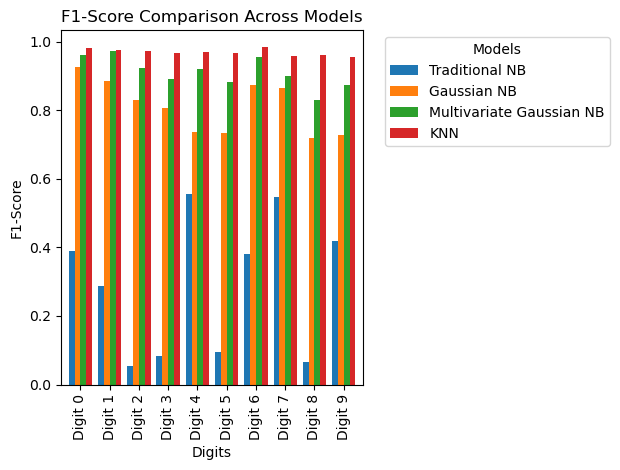 F1-Score Comparison Across Models
F1-Score
1.0
0.8
0.6
0.4
0.2
0.0
Digit 0
Digit 1
Digit 2
Digit 3
Digit 4
Digit 5
Digit 6
Digit 7
Digit 8
Digit 9
Digits
Models
Traditional NB
Gaussian NB
Multivariate Gaussian NB
KNN